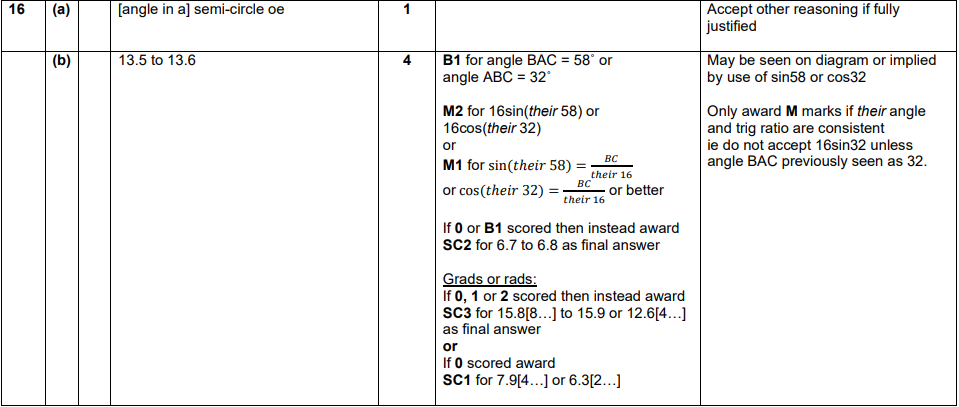 16 (a) [angle in a] semi-circle oe 1 Accept other reasoning if fully
justified
(b) 13.5 to 13.6 4 B1 for angle BAC = 58˚ or
angle ABC = 32˚
M2 for 16sin(their 58) or
16cos(their 32)
or
M1 for sin(their 58) = BC / their 16
or cos(their 32) = BC / their 16 or better
If 0 or B1 scored then instead award
SC2 for 6.7 to 6.8 as final answer
Grads or rads:
If 0, 1 or 2 scored then instead award
SC3 for 15.8[8…] to 15.9 or 12.6[4…]
as final answer
or
If 0 scored award
SC1 for 7.9[4…] or 6.3[2…]
May be seen on diagram or implied
by use of sin58 or cos32
Only award M marks if their angle
and trig ratio are consistent
ie do not accept 16sin32 unless
angle BAC previously seen as 32.